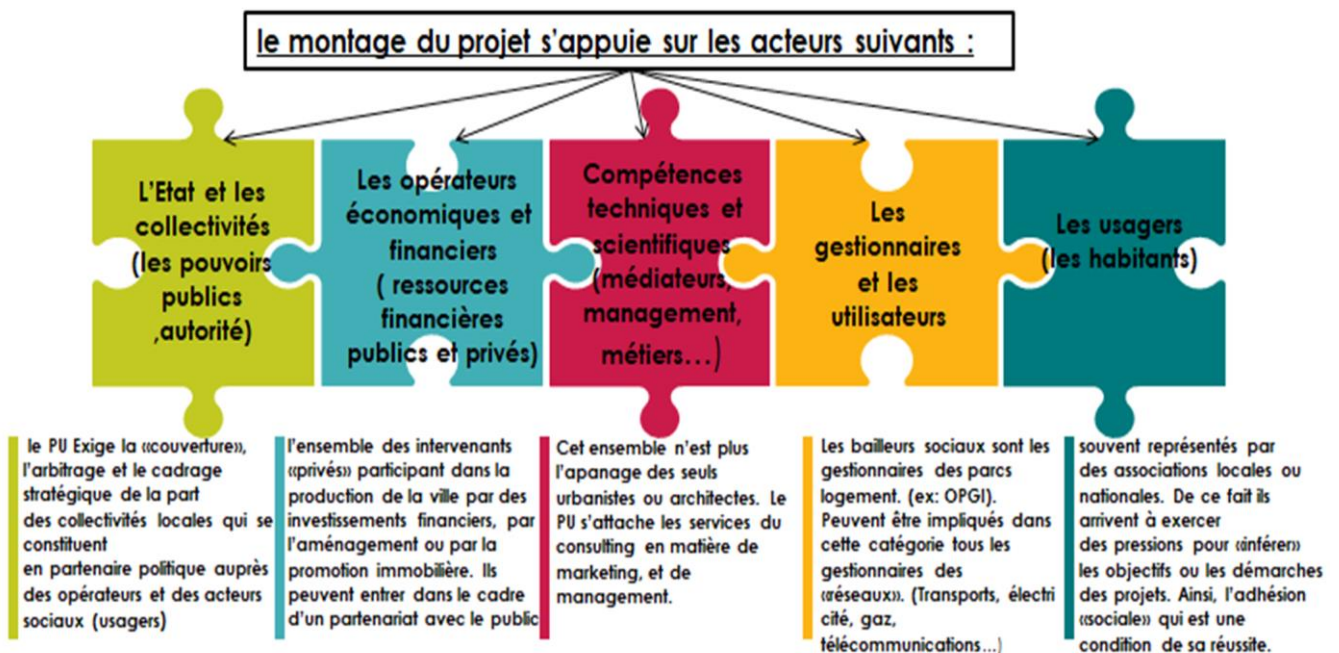 le montage du projet s'appuie sur les acteurs suivants :
L'Etat et les
collectivités
(les pouvoirs
publics
,autorité)
Les opérateurs
économiques et
financiers
( ressources
financières
publics et privés)
Compétences
techniques et
scientifiques
(médiateurs,
management,
métiers...)
Les
gestionnaires
et les
utilisateurs
Les usagers
(les habitants)
le PU Exige la «couverture»,
l'arbitrage et le cadrage
stratégique de la part
des collectivités locales qui se
constituent
en partenaire politique auprès
des opérateurs et des acteurs
sociaux (usagers)
l'ensemble des intervenants
«privés» participant dans la
production de la ville par des
investissements financiers, par
l'aménagement ou par la
promotion immobilière. Ils
peuvent entrer dans le cadre
d'un partenariat avec le public
Cet ensemble n'est plus
l'apanage des seuls
urbanistes ou architectes. Le
PU s'attache les services du
consulting en matière de
marketing, et de
management.
Les bailleurs sociaux sont les
gestionnaires des parcs
logement. (ex: OPGI).
Peuvent être impliqués dans
cette catégorie tous les
gestionnaires des
«réseaux». (Transports, électri
cité, gaz,
télécommunications...)
souvent représentés par
des associations locales ou
nationales. De ce fait ils
arrivent à exercer
des pressions pour «inférer»
les objectifs ou les démarches
des projets. Ainsi, l'adhésion
«sociale» qui est une
condition de sa réussite.